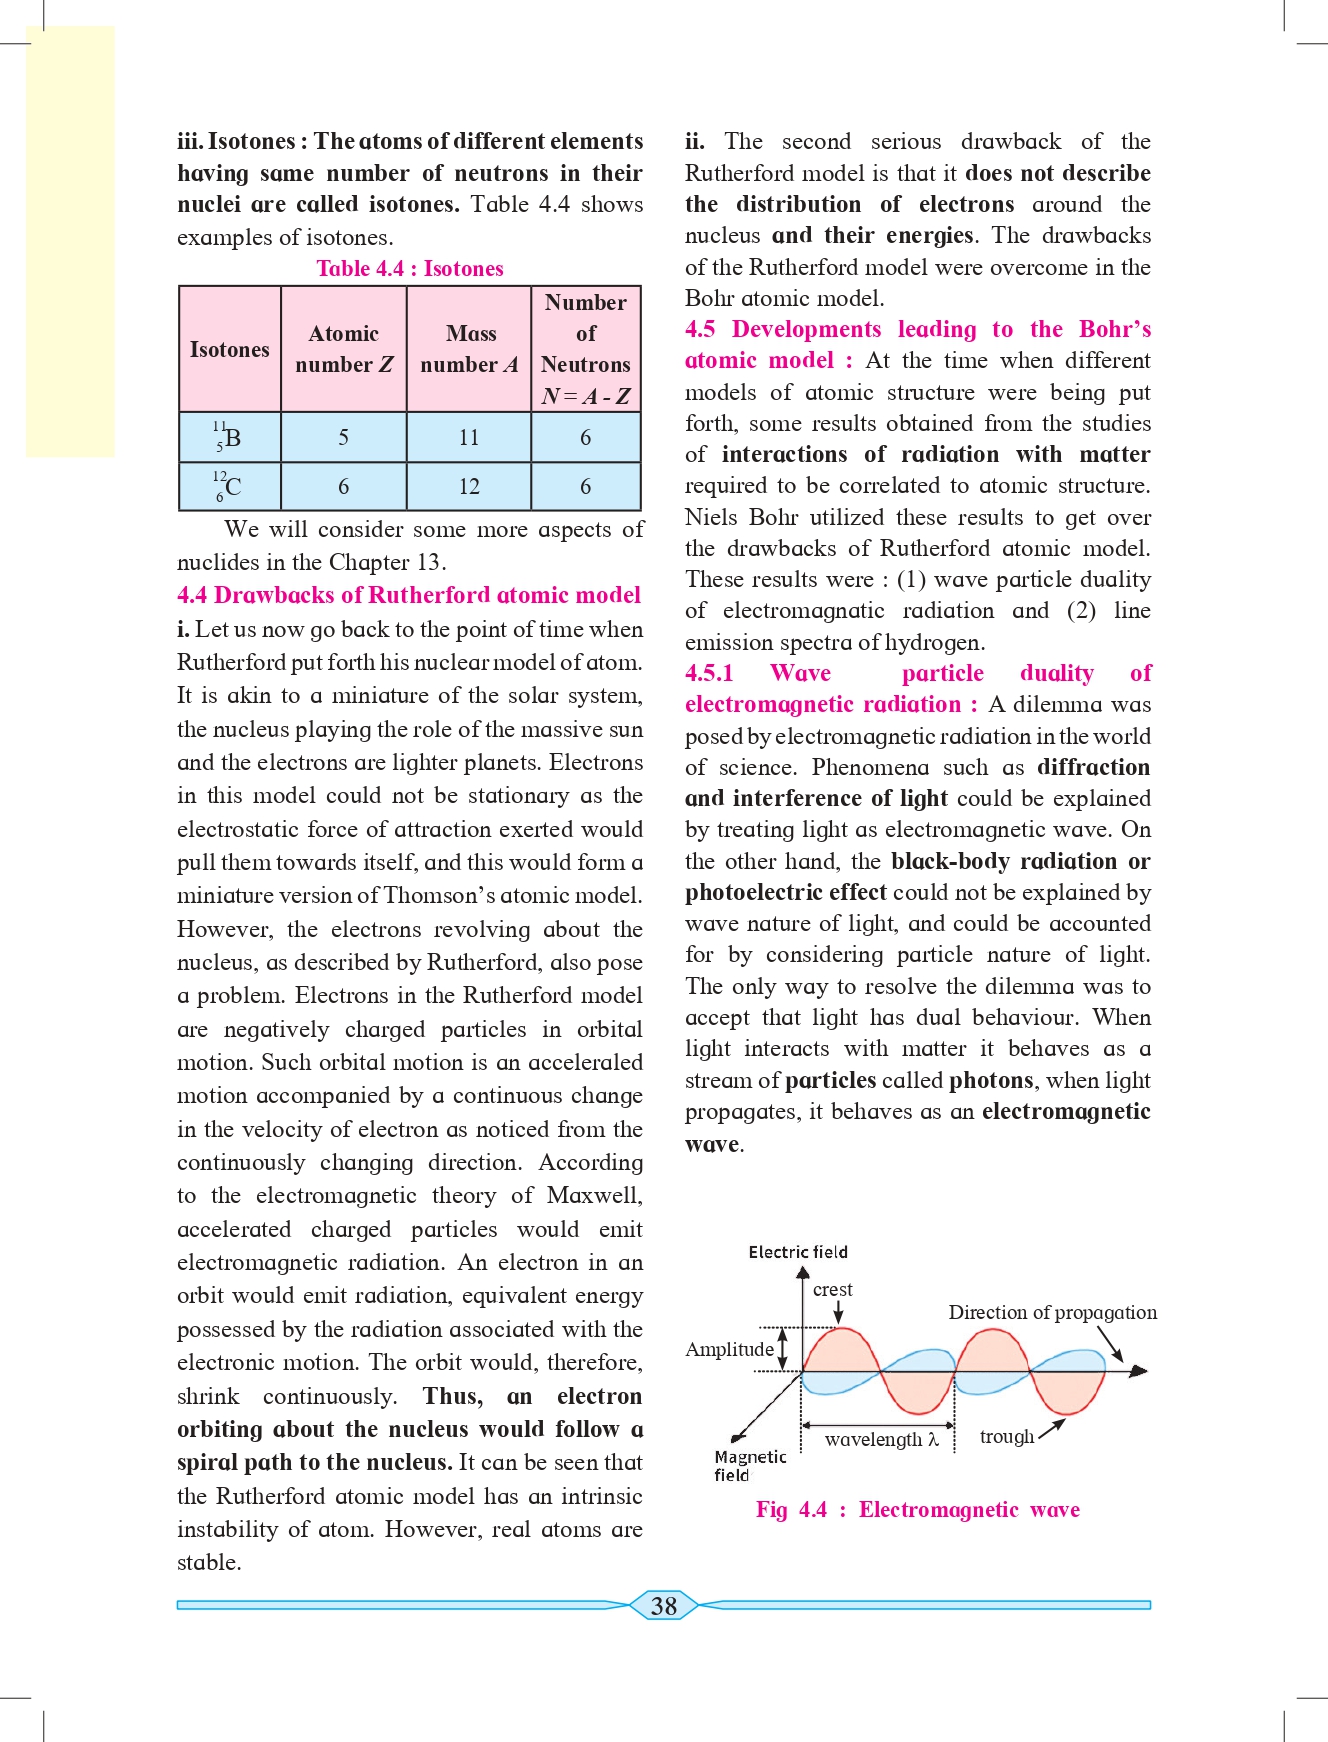 iii. Isotones : The atoms of different elements
having same number of neutrons in their
nuclei are called isotones. Table 4.4 shows
examples of isotones.
Table 4.4 : Isotones
Isotones | Atomic number Z | Mass number A | Number of Neutrons N = A - Z
¹¹₅B | 5 | 11 | 6
¹²₆C | 6 | 12 | 6
We will consider some more aspects of
nuclides in the Chapter 13.
4.4 Drawbacks of Rutherford atomic model
i. Let us now go back to the point of time when
Rutherford put forth his nuclear model of atom.
It is akin to a miniature of the solar system,
the nucleus playing the role of the massive sun
and the electrons are lighter planets. Electrons
in this model could not be stationary as the
electrostatic force of attraction exerted would
pull them towards itself, and this would form a
miniature version of Thomson’s atomic model.
However, the electrons revolving about the
nucleus, as described by Rutherford, also pose
a problem. Electrons in the Rutherford model
are negatively charged particles in orbital
motion. Such orbital motion is an acceleraled
motion accompanied by a continuous change
in the velocity of electron as noticed from the
continuously changing direction. According
to the electromagnetic theory of Maxwell,
accelerated charged particles would emit
electromagnetic radiation. An electron in an
orbit would emit radiation, equivalent energy
possessed by the radiation associated with the
electronic motion. The orbit would, therefore,
shrink continuously. Thus, an electron
orbiting about the nucleus would follow a
spiral path to the nucleus. It can be seen that
the Rutherford atomic model has an intrinsic
instability of atom. However, real atoms are
stable.
ii. The second serious drawback of the
Rutherford model is that it does not describe
the distribution of electrons around the
nucleus and their energies. The drawbacks
of the Rutherford model were overcome in the
Bohr atomic model.
4.5 Developments leading to the Bohr’s
atomic model : At the time when different
models of atomic structure were being put
forth, some results obtained from the studies
of interactions of radiation with matter
required to be correlated to atomic structure.
Niels Bohr utilized these results to get over
the drawbacks of Rutherford atomic model.
These results were : (1) wave particle duality
of electromagnatic radiation and (2) line
emission spectra of hydrogen.
4.5.1 Wave particle duality of
electromagnetic radiation : A dilemma was
posed by electromagnetic radiation in the world
of science. Phenomena such as diffraction
and interference of light could be explained
by treating light as electromagnetic wave. On
the other hand, the black-body radiation or
photoelectric effect could not be explained by
wave nature of light, and could be accounted
for by considering particle nature of light.
The only way to resolve the dilemma was to
accept that light has dual behaviour. When
light interacts with matter it behaves as a
stream of particles called photons, when light
propagates, it behaves as an electromagnetic
wave.
Electric field
crest
Direction of propagation
Amplitude
wavelength λ
trough
Magnetic
field
Fig 4.4 : Electromagnetic wave
38